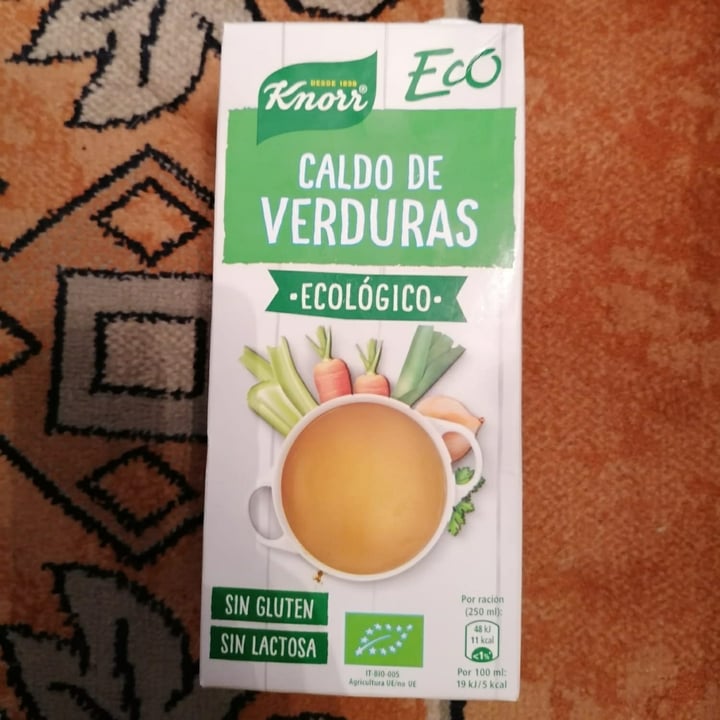 DESDE 1838
Knorr®
ECO
CALDO DE
VERDURAS
·ECOLÓGICO·
SIN GLUTEN
SIN LACTOSA
IT-BIO-005
Agricultura UE/no UE
Por ración
(250 ml):
48 kJ
11 kcal
<1%*
Por 100 ml:
19 kJ/5 kcal